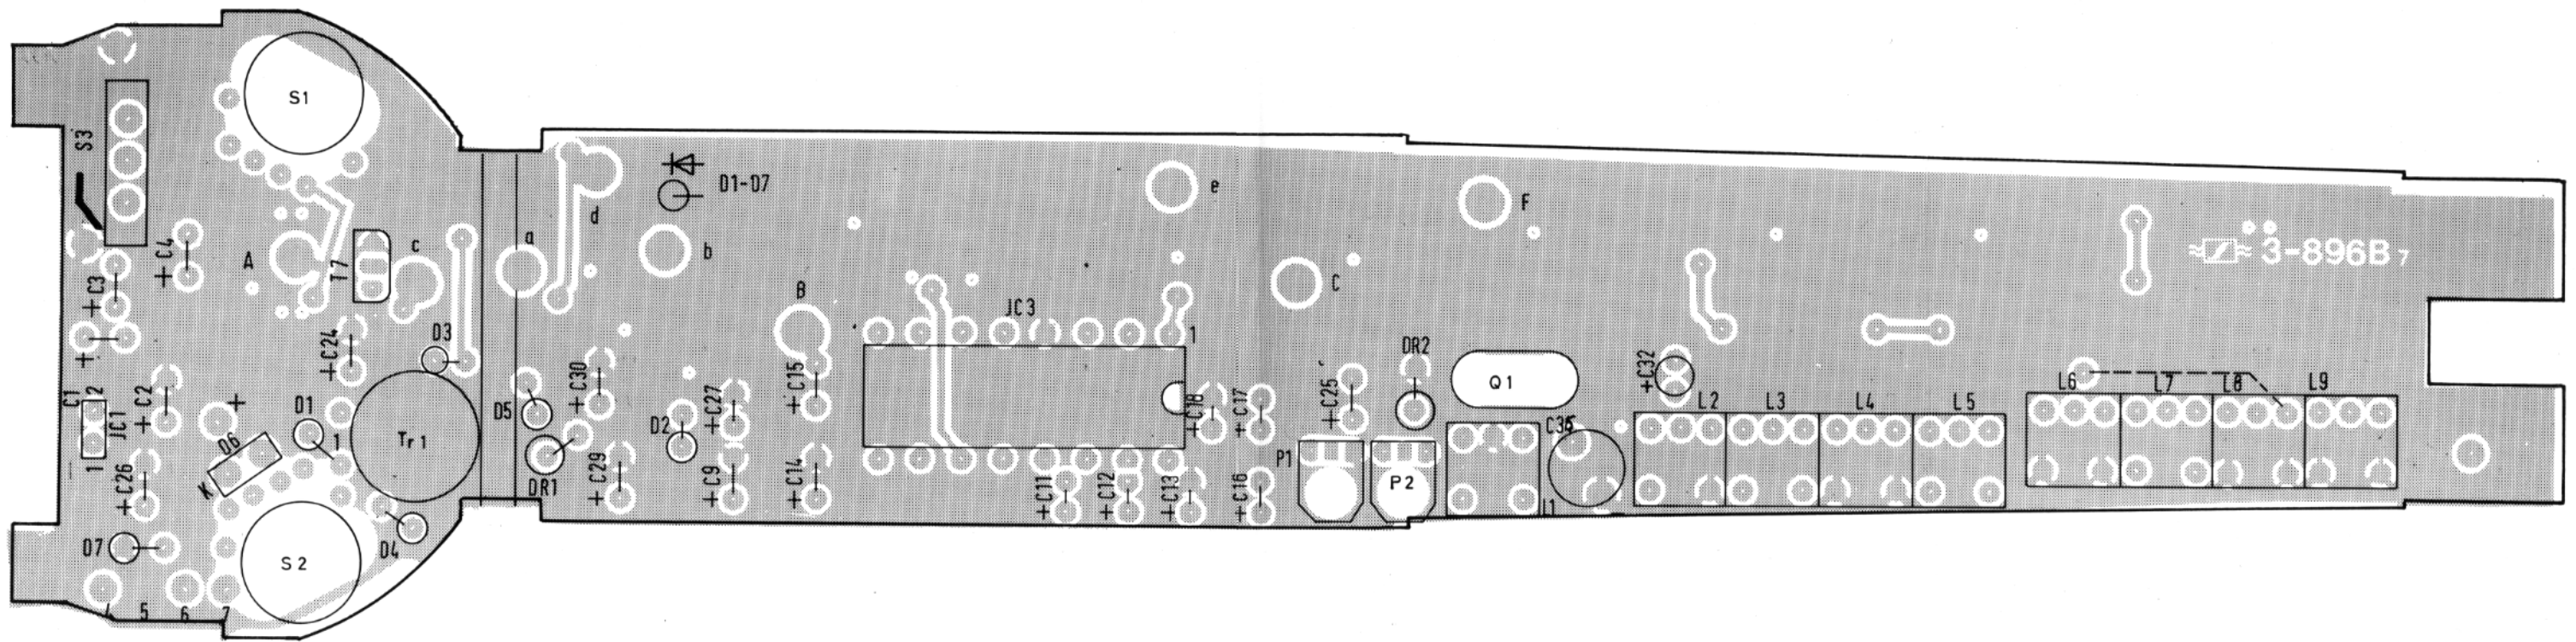 S1
S3
D1-D7
e
F
d
a
b
A
c
T7
+C4
+C3
C
B
3-896B 7
JC3
1
D3
+C24
+
DR2
+C32
Q1
L6
L7
L8
L9
+C30
+C15
+C27
+C18
+C17
+C25
C1
2
JC1
1
+C2
+
D1
D6
K
1
Tr1
D5
D2
L2
L3
L4
L5
P1
P2
L1
+C26
DR1
+C29
+C9
+C14
+C11
+C12
+C13
+C16
D7
S2
D4
4
5
6
7